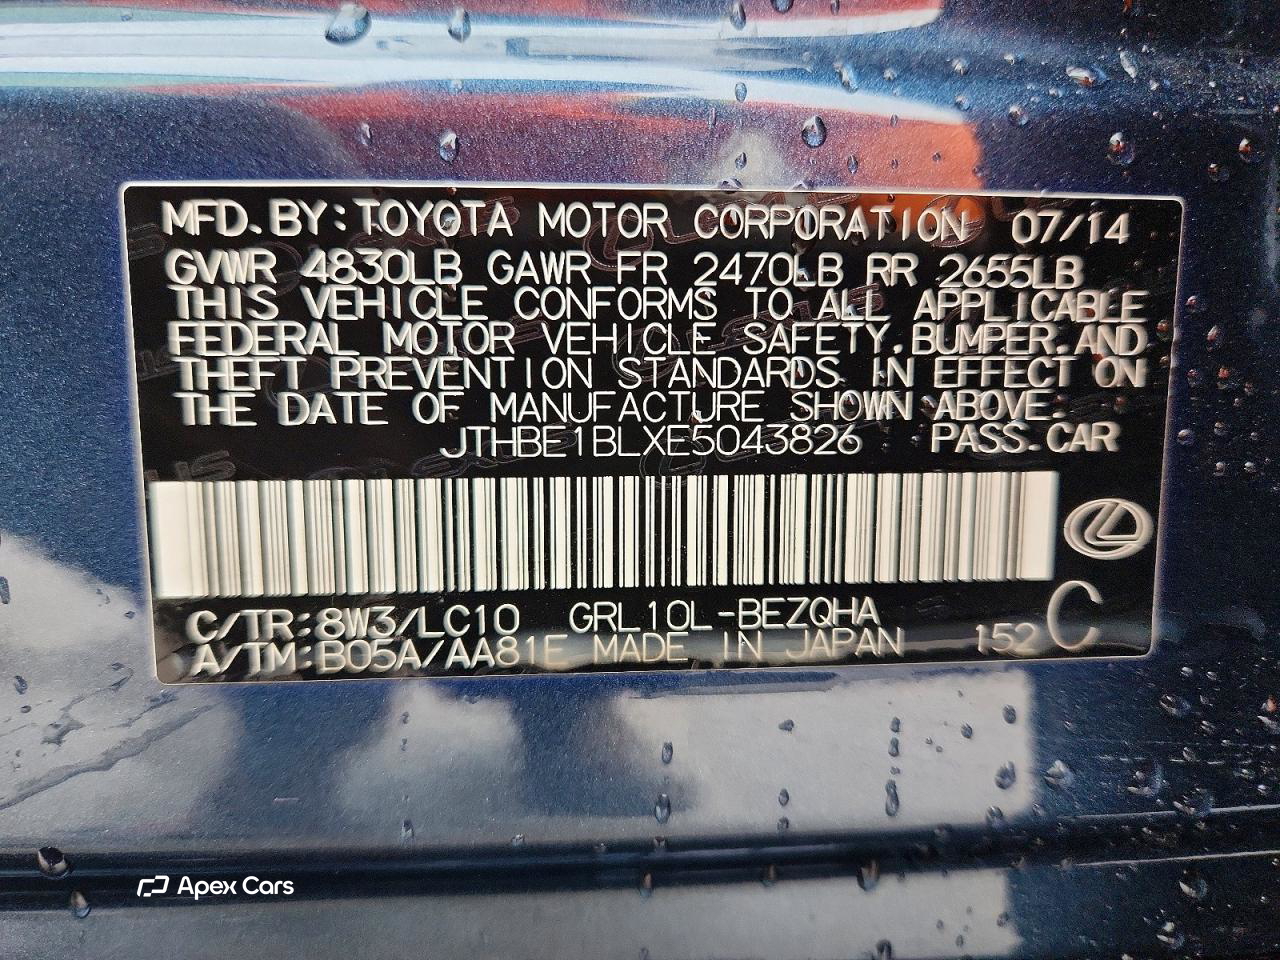 MFD. BY: TOYOTA MOTOR CORPORATION 07/14
GVWR 4830LB GAWR FR 2470LB RR 2655LB
THIS VEHICLE CONFORMS TO ALL APPLICABLE
FEDERAL MOTOR VEHICLE SAFETY, BUMPER, AND
THEFT PREVENTION STANDARDS IN EFFECT ON
THE DATE OF MANUFACTURE SHOWN ABOVE.
JTHBE1BLXE5043826 PASS. CAR
C/TR: 8W3/LC10 GRL10L-BEZQHA
A/TM: B05A/AA81E MADE IN JAPAN 152 C
Apex Cars